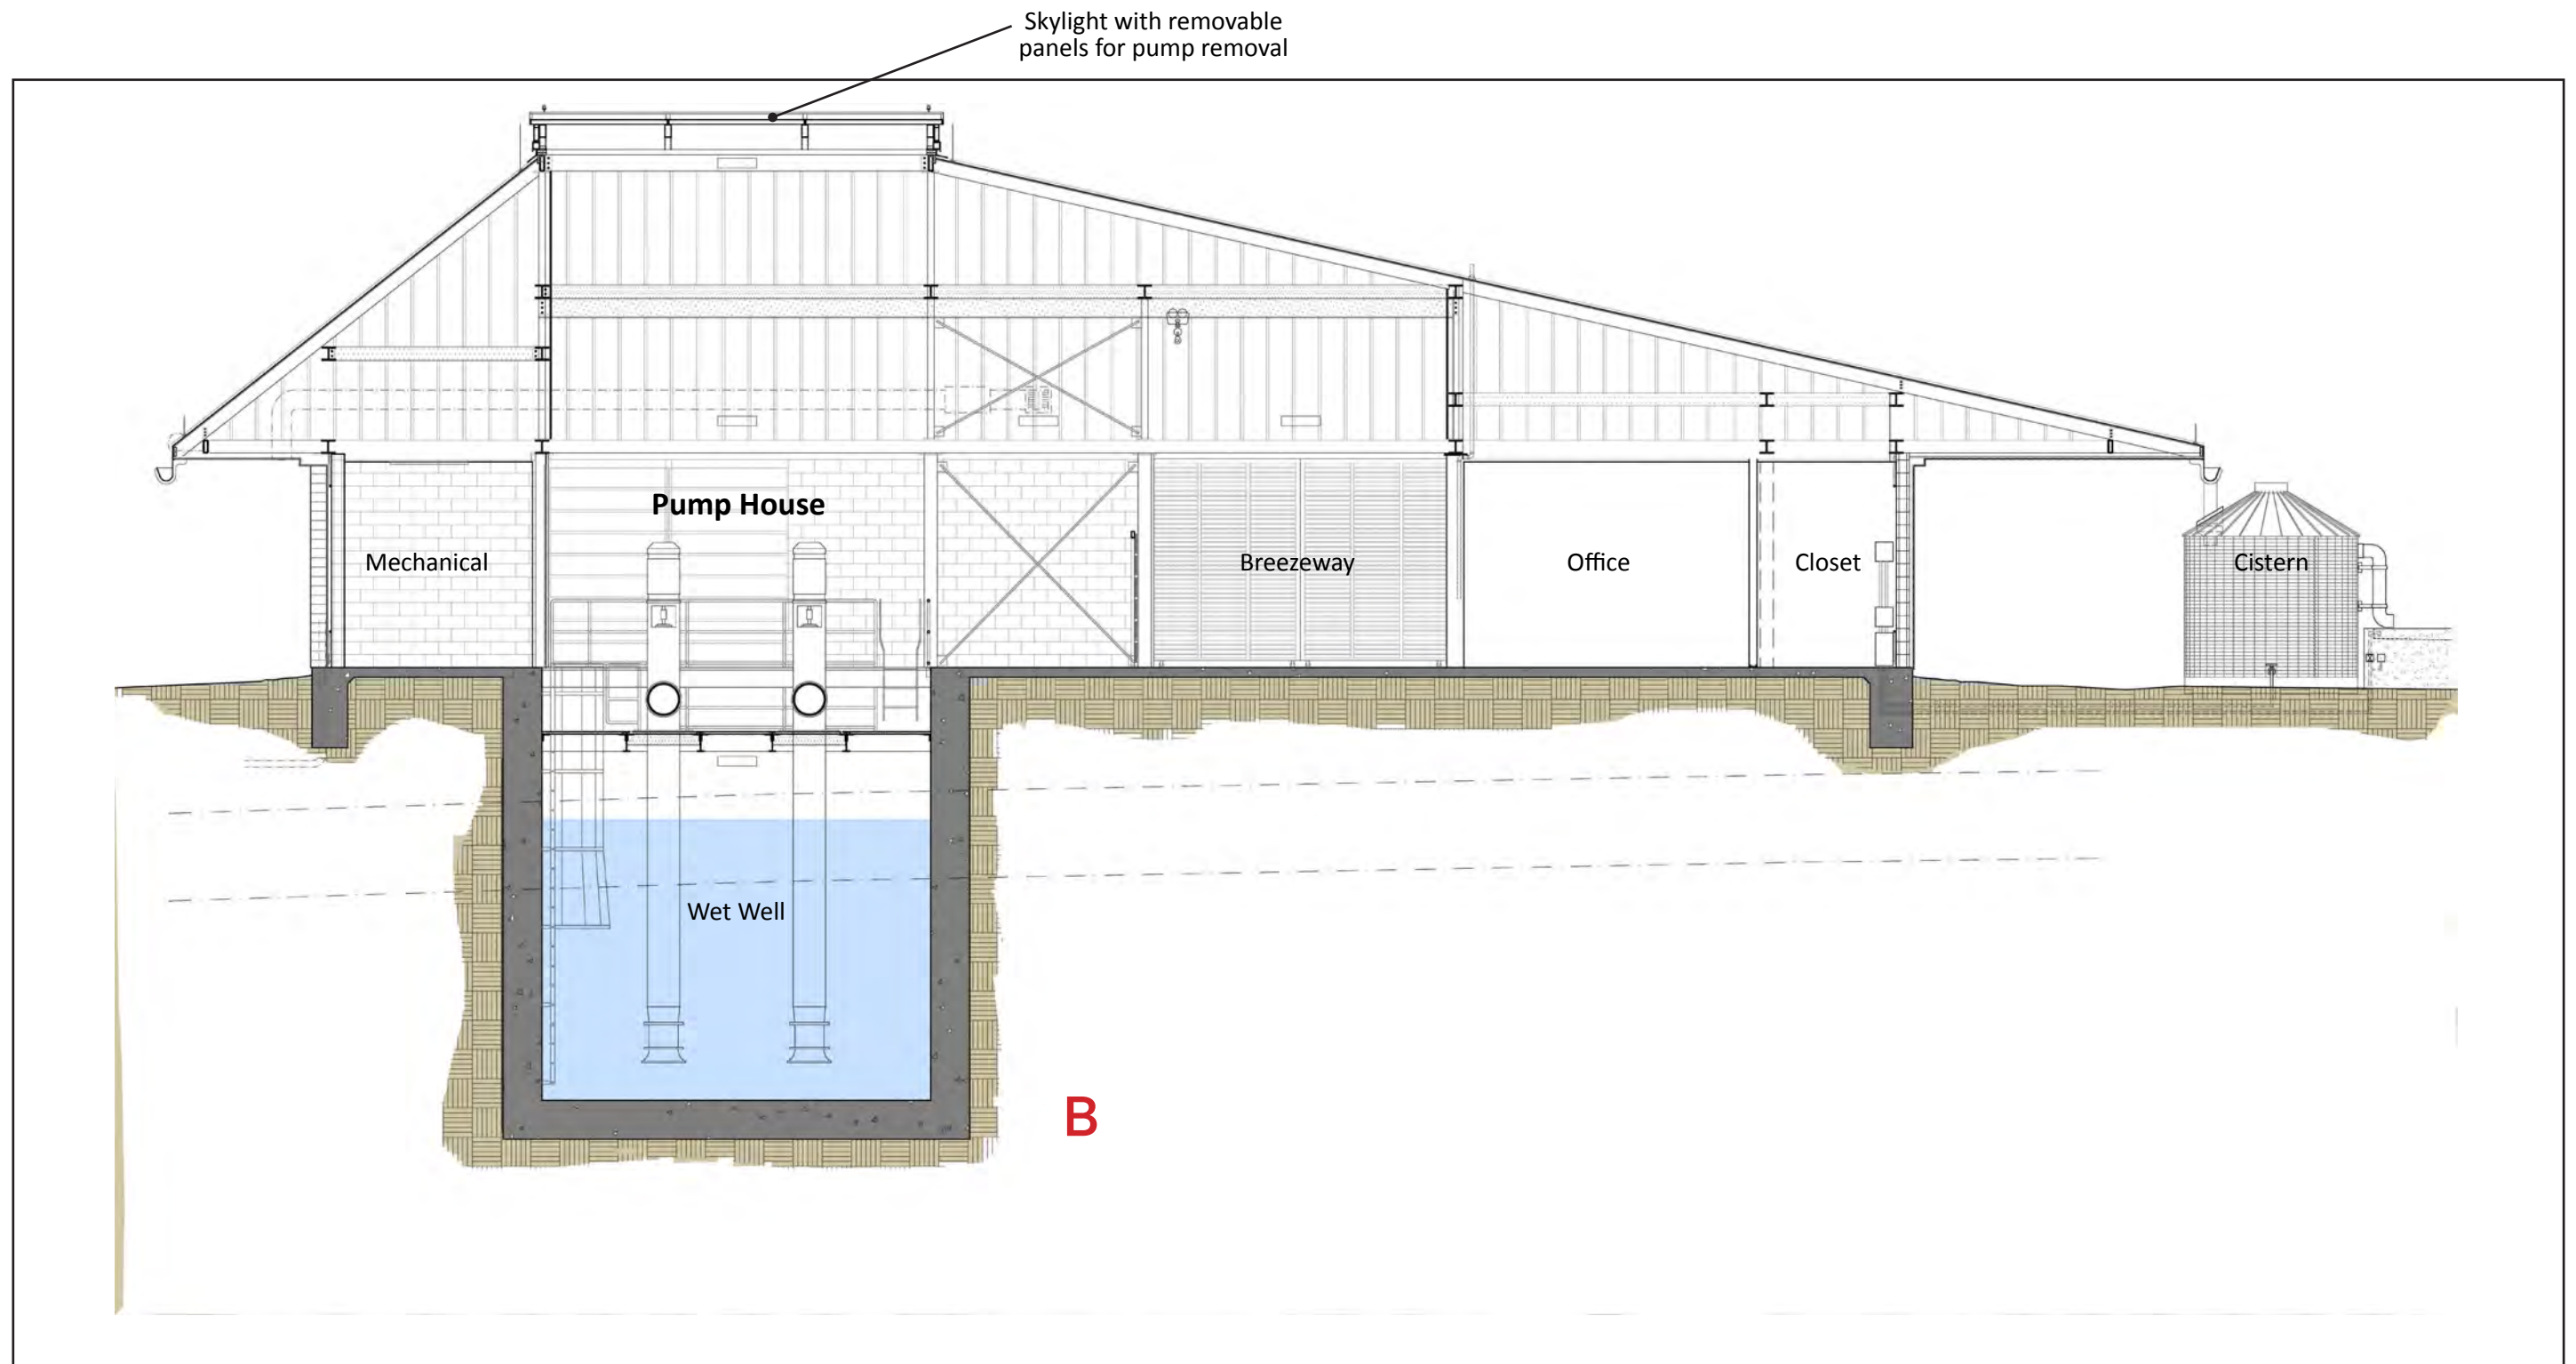 Skylight with removable
panels for pump removal
Pump House
Mechanical
Breezeway
Office
Closet
Cistern
Wet Well
B